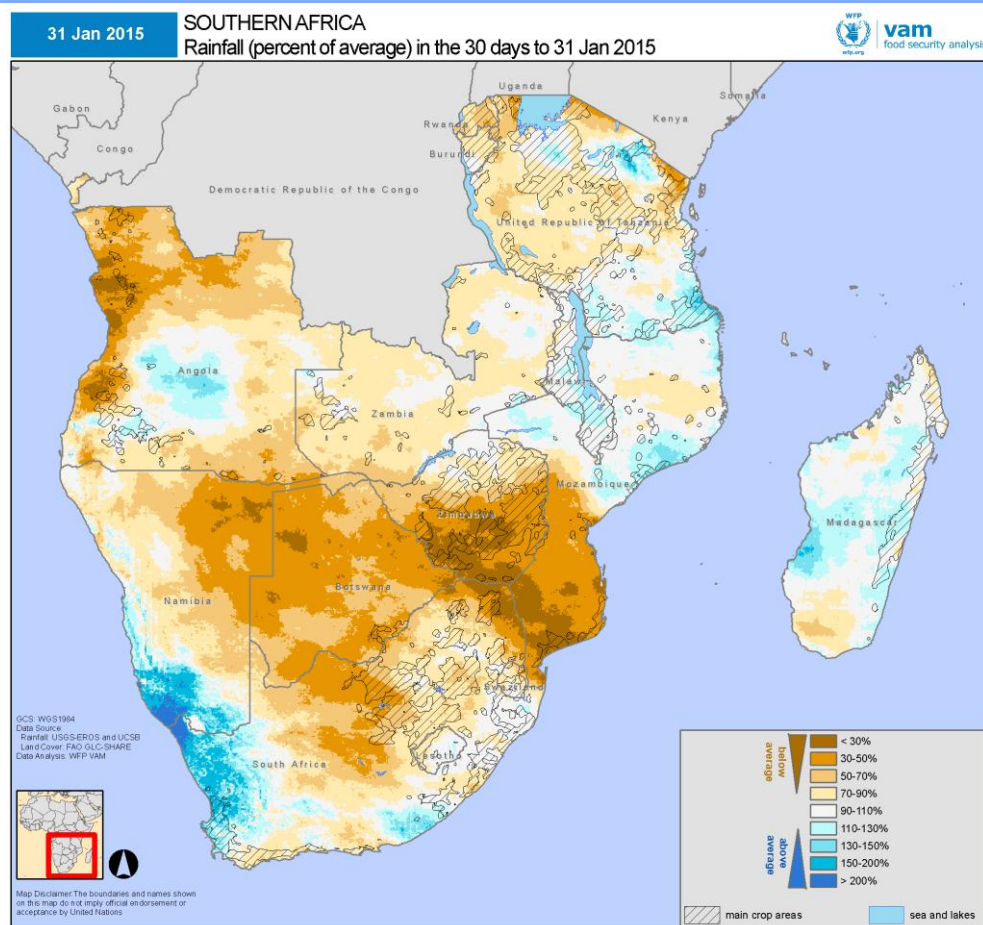 31 Jan 2015
SOUTHERN AFRICA
Rainfall (percent of average) in the 30 days to 31 Jan 2015
WFP
wfp.org
vam
food security analysis
Uganda
Somalia
Gabon
Kenya
Rwanda
Congo
Burundi
Democratic Republic of the Congo
United Republic of Tanzania
Angola
Malawi
Zambia
Mozambique
Zimbabwe
Madagascar
Botswana
Namibia
Swaziland
Lesotho
South Africa
GCS: WGS1984
Data Source:
Rainfall: USGS-EROS and UCSB
Land Cover: FAO GLC-SHARE
Data Analysis: WFP VAM
Map Disclaimer:The boundaries and names shown
on this map do not imply official endorsement or
acceptance by United Nations
below
average
above
average
< 30%
30-50%
50-70%
70-90%
90-110%
110-130%
130-150%
150-200%
> 200%
main crop areas
sea and lakes